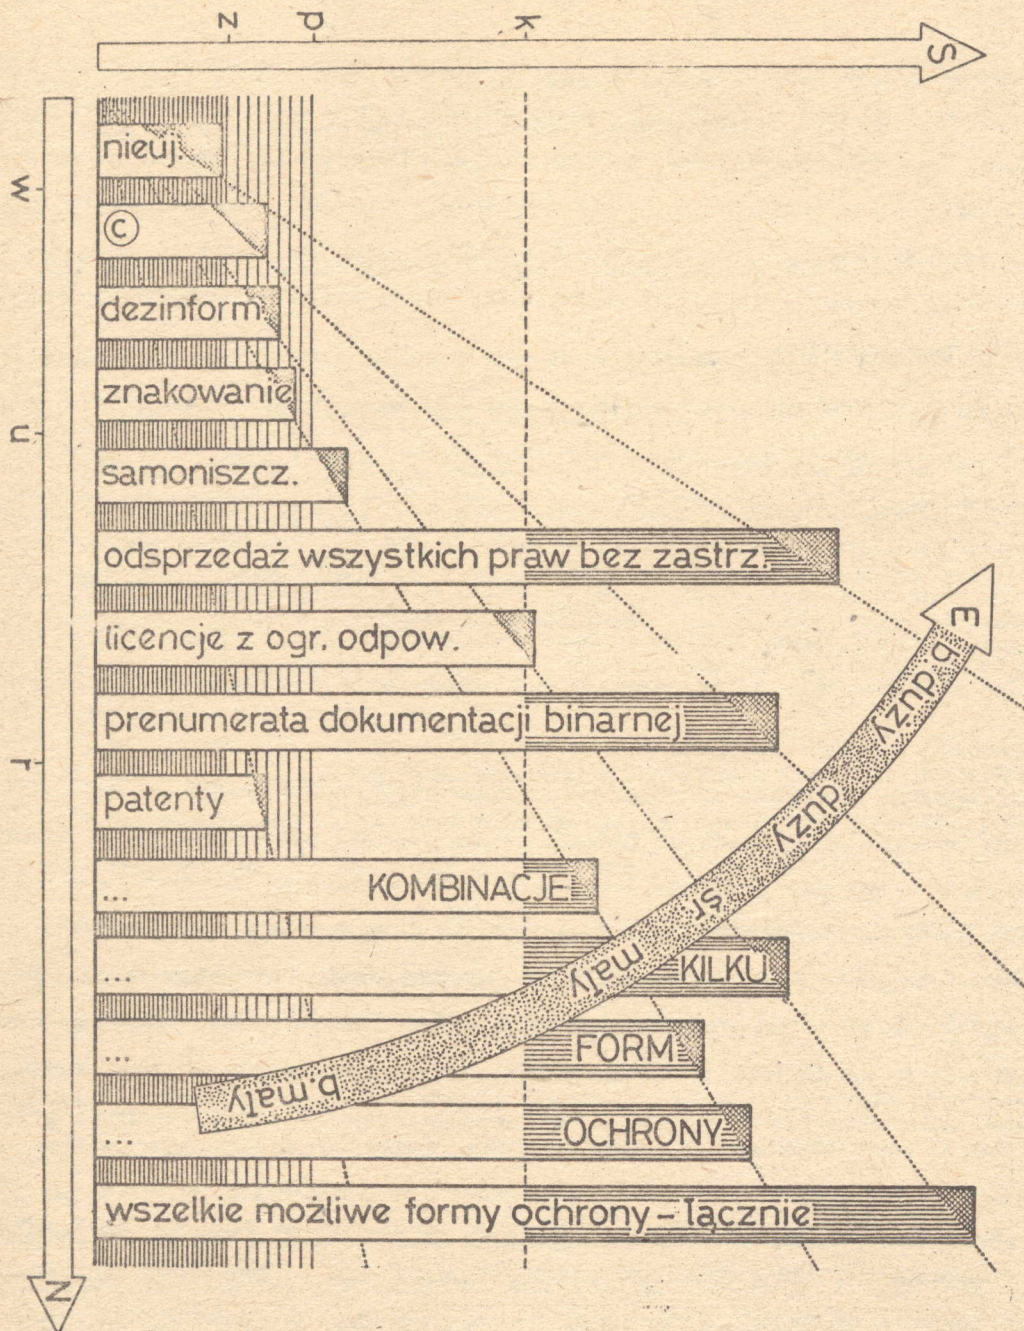 z p k S
nieuj.
w
©
dezinform.
znakowanie
u
samoniszcz.
odsprzedaż wszystkich praw bez zastrz.
E
licencje z ogr. odpow.
b.duży
prenumerata dokumentacji binarnej
r
patenty
duży
... KOMBINACJE
śr.
... KILKU
mały
... FORM
b.mały
... OCHRONY
wszelkie możliwe formy ochrony – łącznie
N